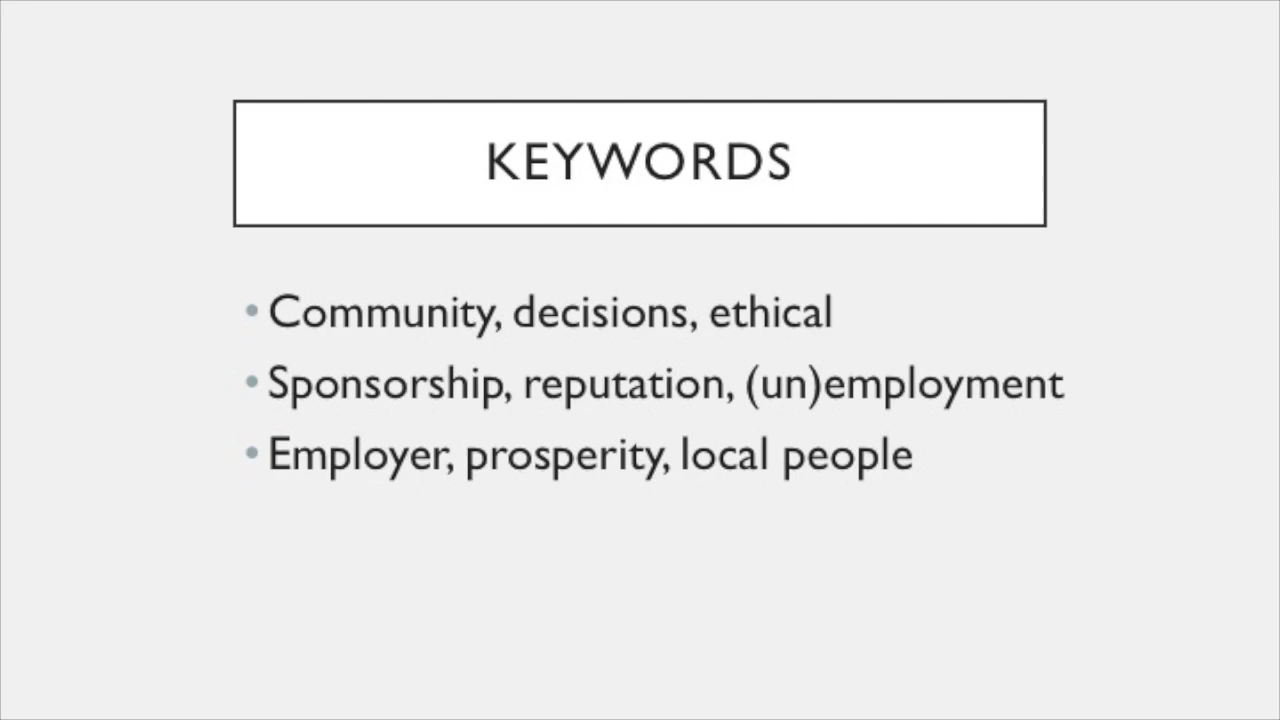 KEYWORDS
• Community, decisions, ethical
• Sponsorship, reputation, (un)employment
• Employer, prosperity, local people